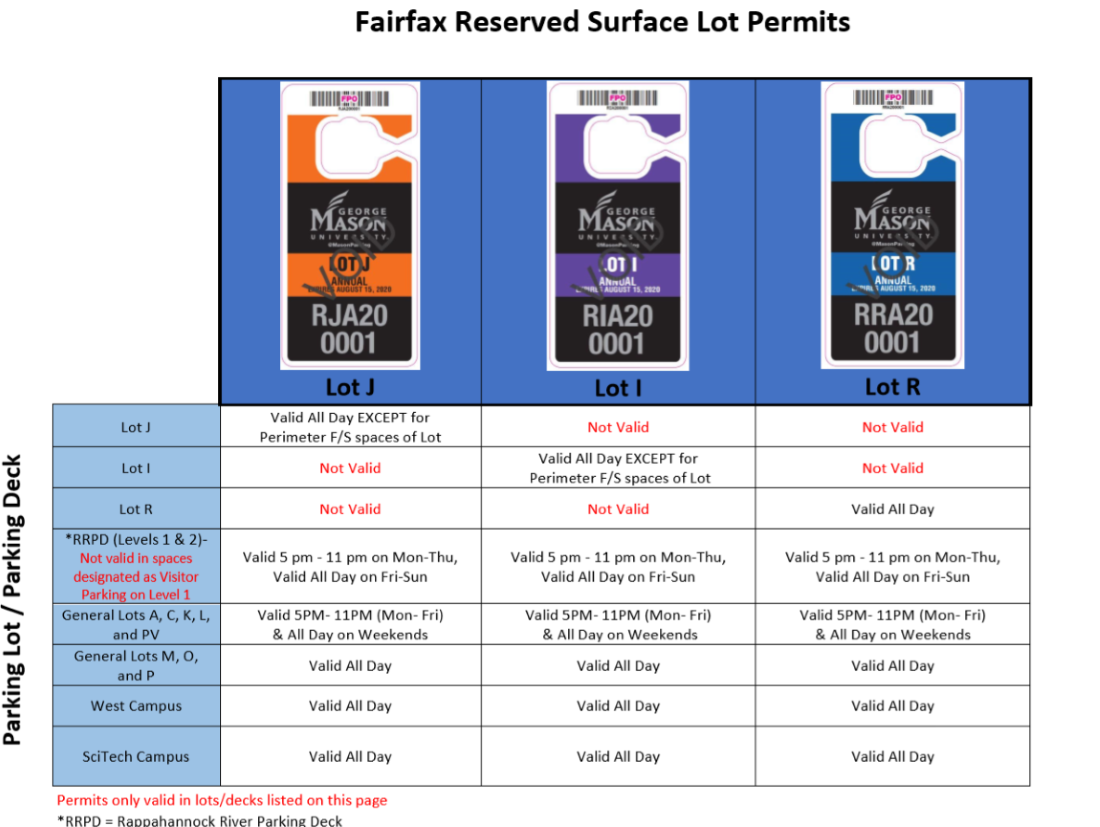 Fairfax Reserved Surface Lot Permits
FPO
GEORGE
MASON
UNIVERSITY
@MasonParking
LOT J
ANNUAL
EXPIRES AUGUST 15, 2020
VOID
RJA20
0001
Lot J
FPO
GEORGE
MASON
UNIVERSITY
@MasonParking
LOT I
ANNUAL
EXPIRES AUGUST 15, 2020
VOID
RIA20
0001
Lot I
FPO
GEORGE
MASON
UNIVERSITY
@MasonParking
LOT R
ANNUAL
EXPIRES AUGUST 15, 2020
VOID
RRA20
0001
Lot R
Parking Lot / Parking Deck
Lot J
Valid All Day EXCEPT for
Perimeter F/S spaces of Lot
Not Valid
Not Valid
Lot I
Not Valid
Valid All Day EXCEPT for
Perimeter F/S spaces of Lot
Not Valid
Lot R
Not Valid
Not Valid
Valid All Day
*RRPD (Levels 1 & 2)-
Not valid in spaces
designated as Visitor
Parking on Level 1
Valid 5 pm - 11 pm on Mon-Thu,
Valid All Day on Fri-Sun
Valid 5 pm - 11 pm on Mon-Thu,
Valid All Day on Fri-Sun
Valid 5 pm - 11 pm on Mon-Thu,
Valid All Day on Fri-Sun
General Lots A, C, K, L,
and PV
Valid 5PM- 11PM (Mon- Fri)
& All Day on Weekends
Valid 5PM- 11PM (Mon- Fri)
& All Day on Weekends
Valid 5PM- 11PM (Mon- Fri)
& All Day on Weekends
General Lots M, O,
and P
Valid All Day
Valid All Day
Valid All Day
West Campus
Valid All Day
Valid All Day
Valid All Day
SciTech Campus
Valid All Day
Valid All Day
Valid All Day
Permits only valid in lots/decks listed on this page
*RRPD = Rappahannock River Parking Deck